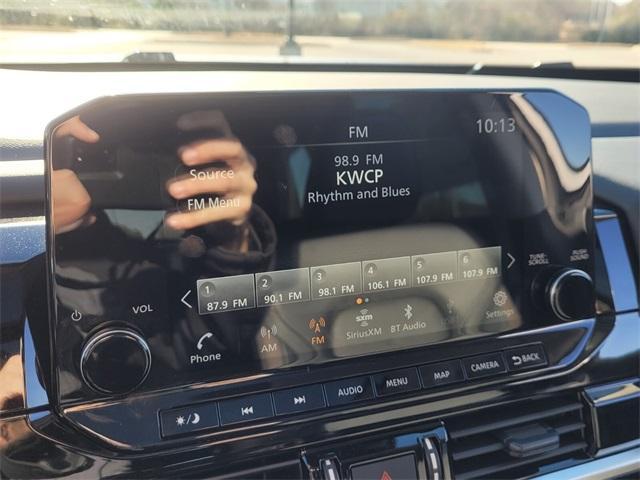 FM
10:13
Source
98.9 FM
KWCP
FM Menu
Rhythm and Blues
TUNE-SCROLL
PUSH-SOUND
1 2 3 4 5 6
87.9 FM 90.1 FM 98.1 FM 106.1 FM 107.9 FM 107.9 FM
VOL
Phone
AM
FM
sxm
SiriusXM
BT Audio
Settings
AUDIO
MENU
MAP
CAMERA
BACK